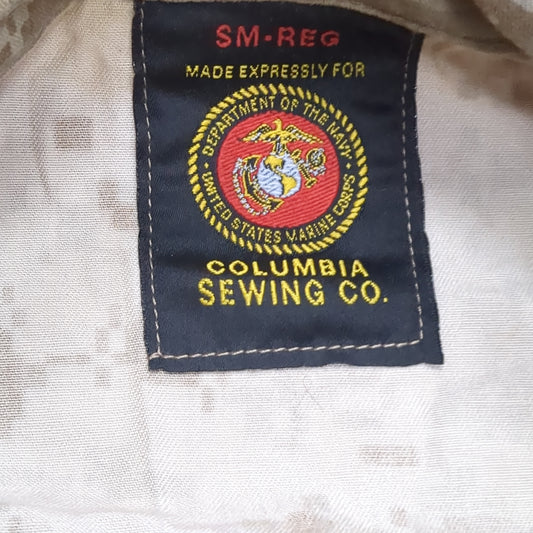 SM-REG
MADE EXPRESSLY FOR
DEPARTMENT OF THE NAVY
UNITED STATES MARINE CORPS
COLUMBIA
SEWING CO.